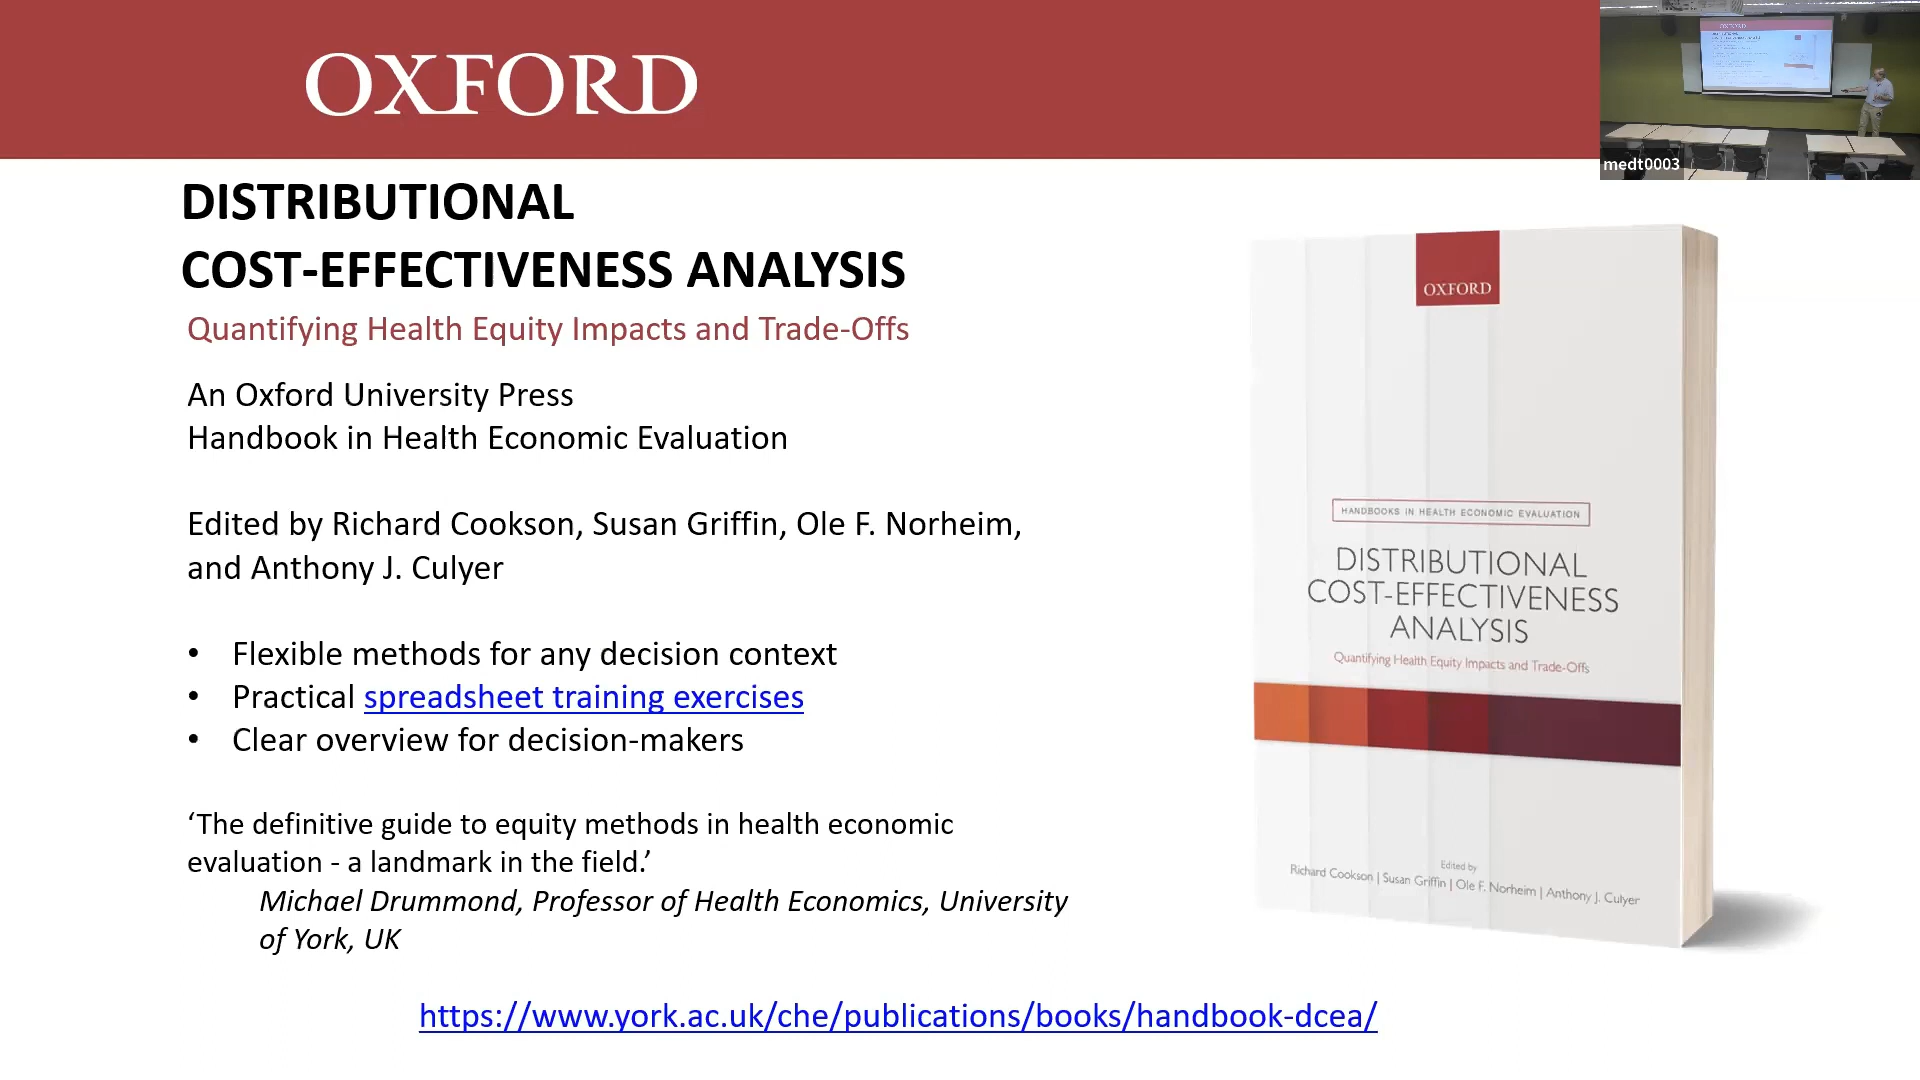 OXFORD
medt0003
DISTRIBUTIONAL
COST-EFFECTIVENESS ANALYSIS
Quantifying Health Equity Impacts and Trade-Offs
An Oxford University Press
Handbook in Health Economic Evaluation
Edited by Richard Cookson, Susan Griffin, Ole F. Norheim,
and Anthony J. Culyer
• Flexible methods for any decision context
• Practical spreadsheet training exercises
• Clear overview for decision-makers
‘The definitive guide to equity methods in health economic
evaluation - a landmark in the field.’
Michael Drummond, Professor of Health Economics, University
of York, UK
https://www.york.ac.uk/che/publications/books/handbook-dcea/
OXFORD
HANDBOOKS IN HEALTH ECONOMIC EVALUATION
DISTRIBUTIONAL
COST-EFFECTIVENESS
ANALYSIS
Quantifying Health Equity Impacts and Trade-Offs
Edited by
Richard Cookson | Susan Griffin | Ole F. Norheim | Anthony J. Culyer